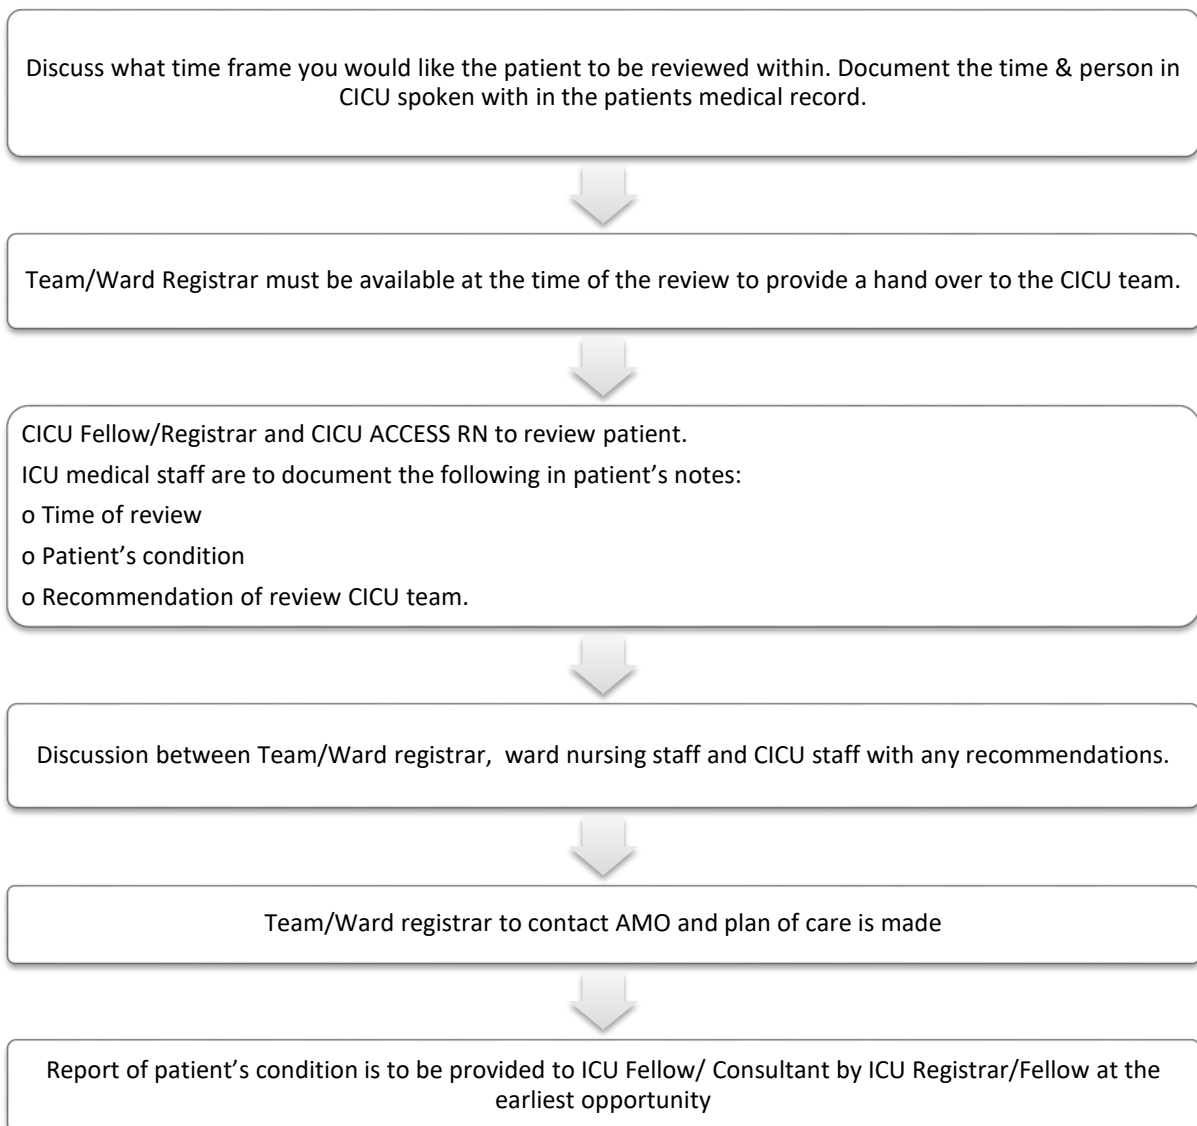 Discuss what time frame you would like the patient to be reviewed within. Document the time & person in
CICU spoken with in the patients medical record.
Team/Ward Registrar must be available at the time of the review to provide a hand over to the CICU team.
CICU Fellow/Registrar and CICU ACCESS RN to review patient.
ICU medical staff are to document the following in patient’s notes:
o Time of review
o Patient’s condition
o Recommendation of review CICU team.
Discussion between Team/Ward registrar,  ward nursing staff and CICU staff with any recommendations.
Team/Ward registrar to contact AMO and plan of care is made
Report of patient’s condition is to be provided to ICU Fellow/ Consultant by ICU Registrar/Fellow at the
earliest opportunity